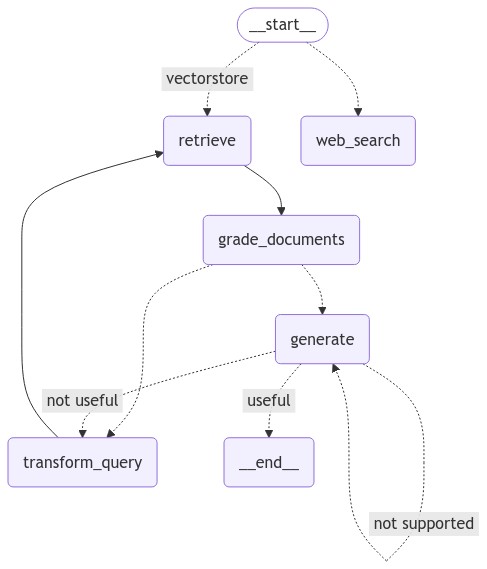 __start__
vectorstore
retrieve
web_search
grade_documents
generate
not useful
useful
transform_query
__end__
not supported